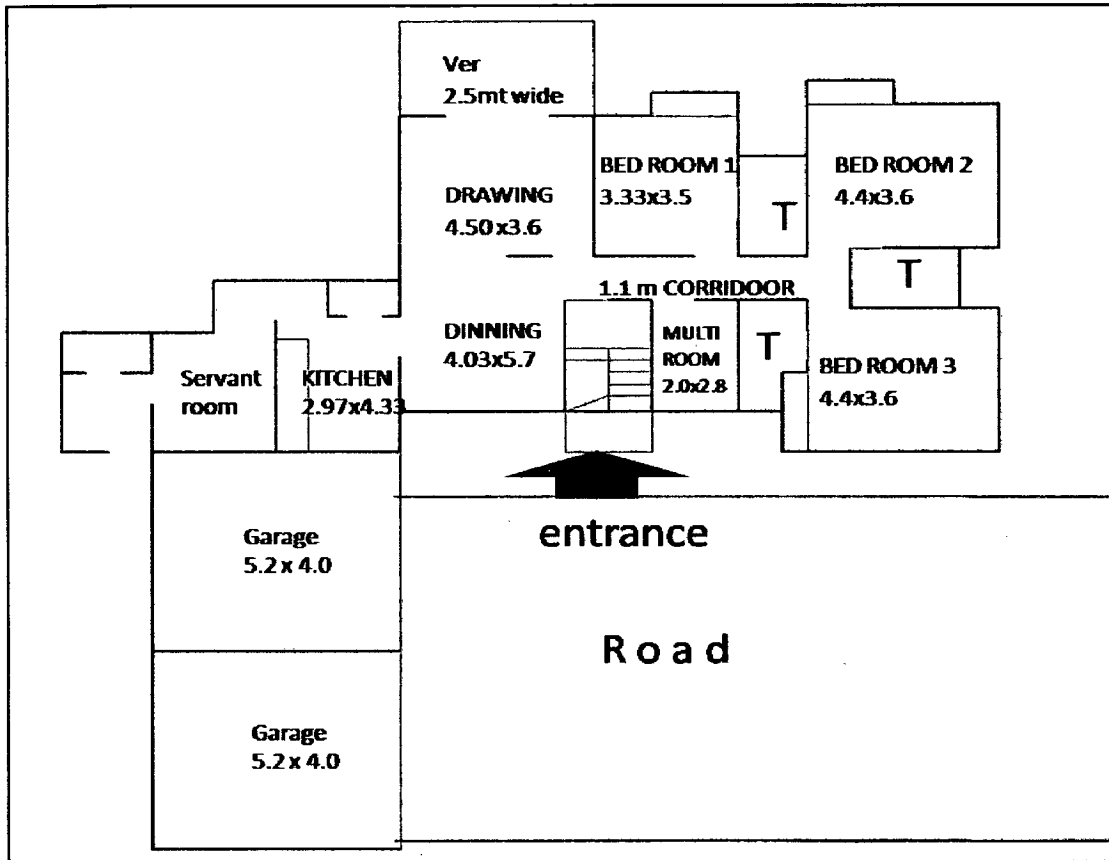 Ver
2.5mt wide
BED ROOM 1
3.33x3.5
BED ROOM 2
4.4x3.6
DRAWING
4.50x3.6
T
T
1.1 m CORRIDOOR
DINNING
4.03x5.7
MULTI
ROOM
2.0x2.8
T
BED ROOM 3
4.4x3.6
Servant
room
KITCHEN
2.97x4.33
entrance
Garage
5.2 x 4.0
Road
Garage
5.2 x 4.0